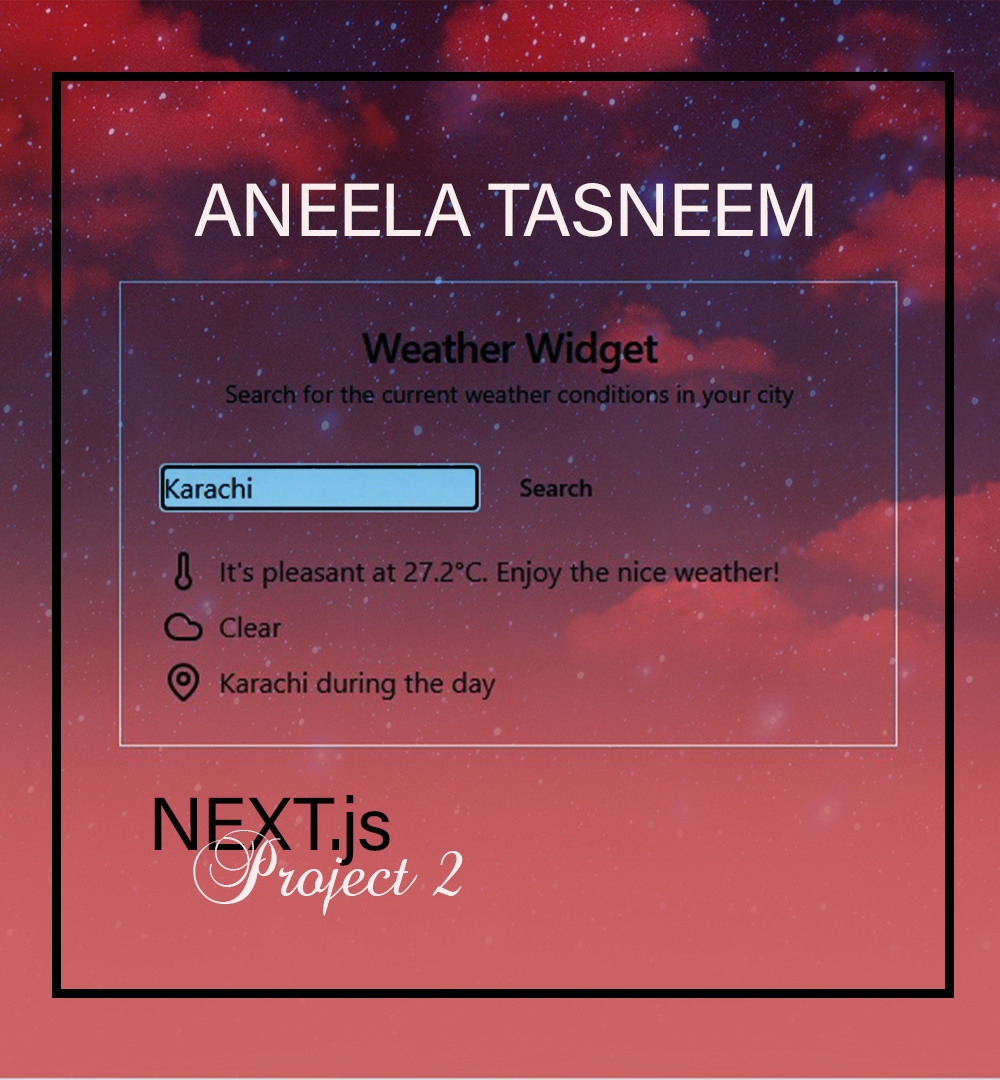 ANEELA TASNEEM
Weather Widget
Search for the current weather conditions in your city
Karachi
Search
It's pleasant at 27.2°C. Enjoy the nice weather!
Clear
Karachi during the day
NEXT.js
Project 2